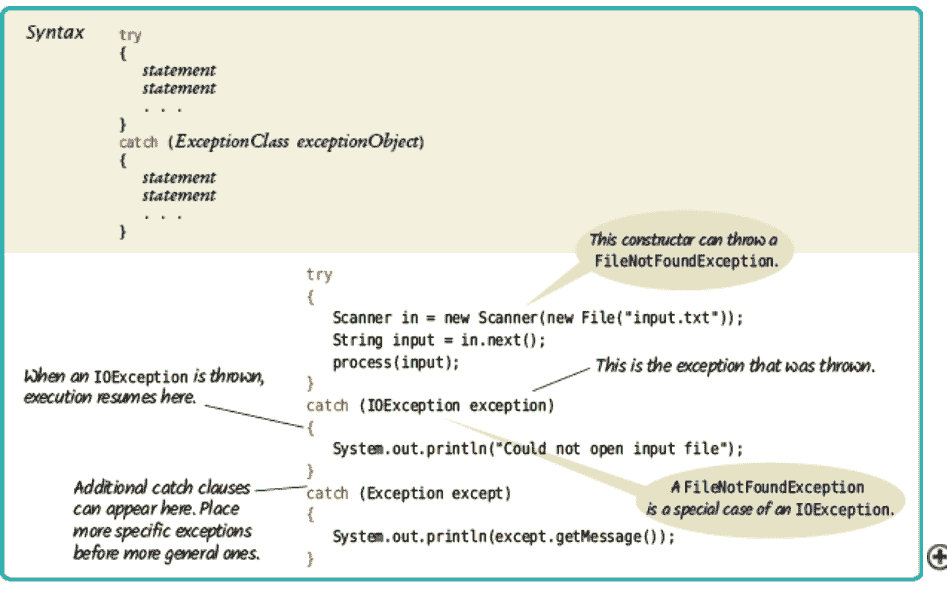 Syntax
try
{
statement
statement
. . .
}
catch (ExceptionClass exceptionObject)
{
statement
statement
. . .
}
This constructor can throw a
FileNotFoundException.
try
{
Scanner in = new Scanner(new File("input.txt"));
String input = in.next();
process(input);
}
This is the exception that was thrown.
When an IOException is thrown,
execution resumes here.
catch (IOException exception)
{
System.out.println("Could not open input file");
}
A FileNotFoundException
is a special case of an IOException.
Additional catch clauses
can appear here. Place
more specific exceptions
before more general ones.
catch (Exception except)
{
System.out.println(except.getMessage());
}